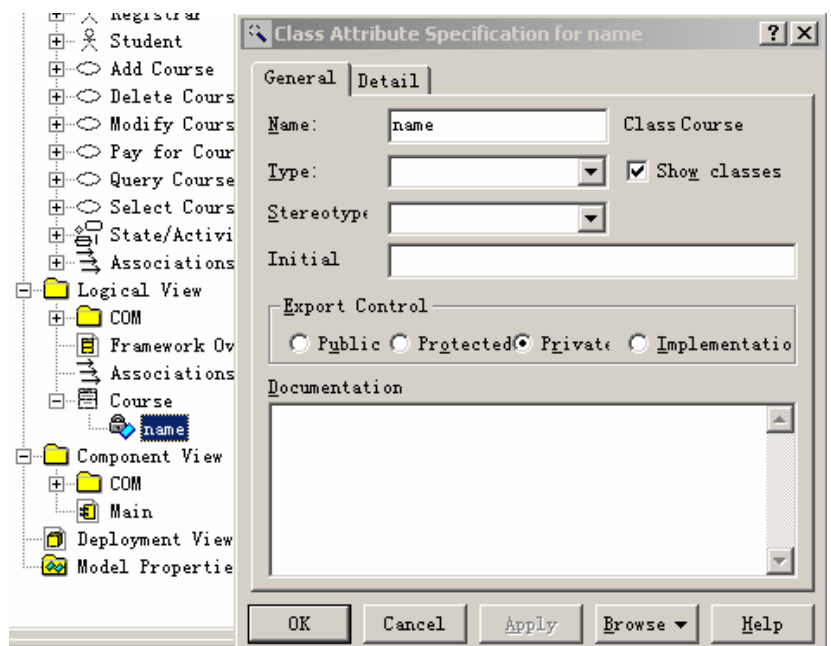 Registrar
Student
Add Course
Delete Cours
Modify Cours
Pay for Cour
Query Course
Select Cours
State/Activi
Associations
Logical View
COM
Framework Ov
Associations
Course
name
Component View
COM
Main
Deployment View
Model Propertie
Class Attribute Specification for name
General Detail
Name: name Class Course
Type: Show classes
Stereotype
Initial
Export Control
Public Protected Private Implementatio
Documentation
OK Cancel Apply Browse Help